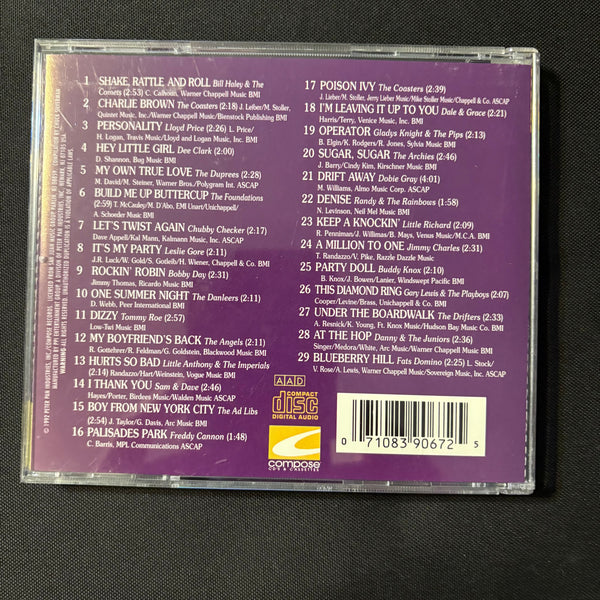 1 SHAKE, RATTLE AND ROLL Bill Haley & The
Comets (2:53) C. Calhoun, Warner Chappell Music BMI
2 CHARLIE BROWN The Coasters (2:18) J. Lieber/M. Stoller,
Quintet Music, Inc./Warner Chappell Music/Bienstock Publishing BMI
3 PERSONALITY Lloyd Price (2:26) L. Price/
H. Logan, Travis Music/Lloyd and Logan Music Inc. BMI
4 HEY LITTLE GIRL Dee Clark (2:00)
D. Shannon, Bug Music BMI
5 MY OWN TRUE LOVE The Duprees (2:28)
M. David/M. Steiner, Warner Bros./Polygram Int. ASCAP
6 BUILD ME UP BUTTERCUP The Foundations
(2:59) T. McCauley/M. D'Abo, EMI Unart/Unichappell/
A. Schroeder Music BMI
7 LET'S TWIST AGAIN Chubby Checker (2:17)
Dave Appell/Kal Mann, Kalmann Music, Inc. ASCAP
8 IT'S MY PARTY Leslie Gore (2:25)
J.R. Luck/W. Gold/S. Gotleib/H. Wiener, Chappell & Co. BMI
9 ROCKIN' ROBIN Bobby Day (2:31)
Jimmy Thomas, Ricardo Music BMI
10 ONE SUMMER NIGHT The Danleers (2:11)
D. Webb, Peer International BMI
11 DIZZY Tommy Roe (2:57)
Low-Twi Music BMI
12 MY BOYFRIEND'S BACK The Angels (2:11)
R. Gottehrer/R. Feldman/G. Goldstein, Blackwood Music BMI
13 HURTS SO BAD Little Anthony & The Imperials
(2:14) Randazzo/Hart/Weinstein, Vogue Music BMI
14 I THANK YOU Sam & Dave (2:46)
Hayes/Porter, Birdees Music/Walden Music ASCAP
15 BOY FROM NEW YORK CITY The Ad Libs
(2:54) J. Taylor/G. Davis, Arc Music BMI
16 PALISADES PARK Freddy Cannon (1:48)
C. Barris, MPL Communications ASCAP
17 POISON IVY The Coasters (2:39)
J. Lieber/M. Stoller, Jerry Lieber Music/Mike Stoller Music/Chappell & Co. ASCAP
18 I'M LEAVING IT UP TO YOU Dale & Grace (2:21)
Harris/Terry, Venice Music Inc. BMI
19 OPERATOR Gladys Knight & The Pips (2:13)
B. Elgin/K. Rodgers/R. Jones, Sylvia Music BMI
20 SUGAR, SUGAR The Archies (2:46)
J. Barry/Cindy Kim, Kirschner Music BMI
21 DRIFT AWAY Dobie Gray (4:01)
M. Williams, Almo Music Corp. ASCAP
22 DENISE Randy & The Rainbows (1:58)
N. Levinson, Neil Mel Music BMI
23 KEEP A KNOCKIN' Little Richard (2:09)
R. Penniman/J. Williman/B. Mays, Venus Music/M.C.A. BMI
24 A MILLION TO ONE Jimmy Charles (2:31)
T. Randazzo/V. Pike, Razzle Dazzle Music BMI
25 PARTY DOLL Buddy Knox (2:10)
B. Knox/J. Bowen/Lanier, Windswept Pacific BMI
26 THIS DIAMOND RING Gary Lewis & The Playboys (2:07)
Cooper/Levine/Brass, Unichappell & Co. BMI
27 UNDER THE BOARDWALK The Drifters (2:33)
A. Resnick/K. Young, Ft. Knox Music/Hudson Bay Music Co. BMI
28 AT THE HOP Danny & The Juniors (2:36)
Singer/Medora/White, Arc Music/Warner Chappell Music BMI
29 BLUEBERRY HILL Fats Domino (2:25) L. Stock/
V. Rose/A. Lewis, Warner Chappell Music/Sovereign Music, Inc. ASCAP
AAD
COMPACT
disc
DIGITAL AUDIO
compose
CD'S & CASSETTES
0 71083 90672 5